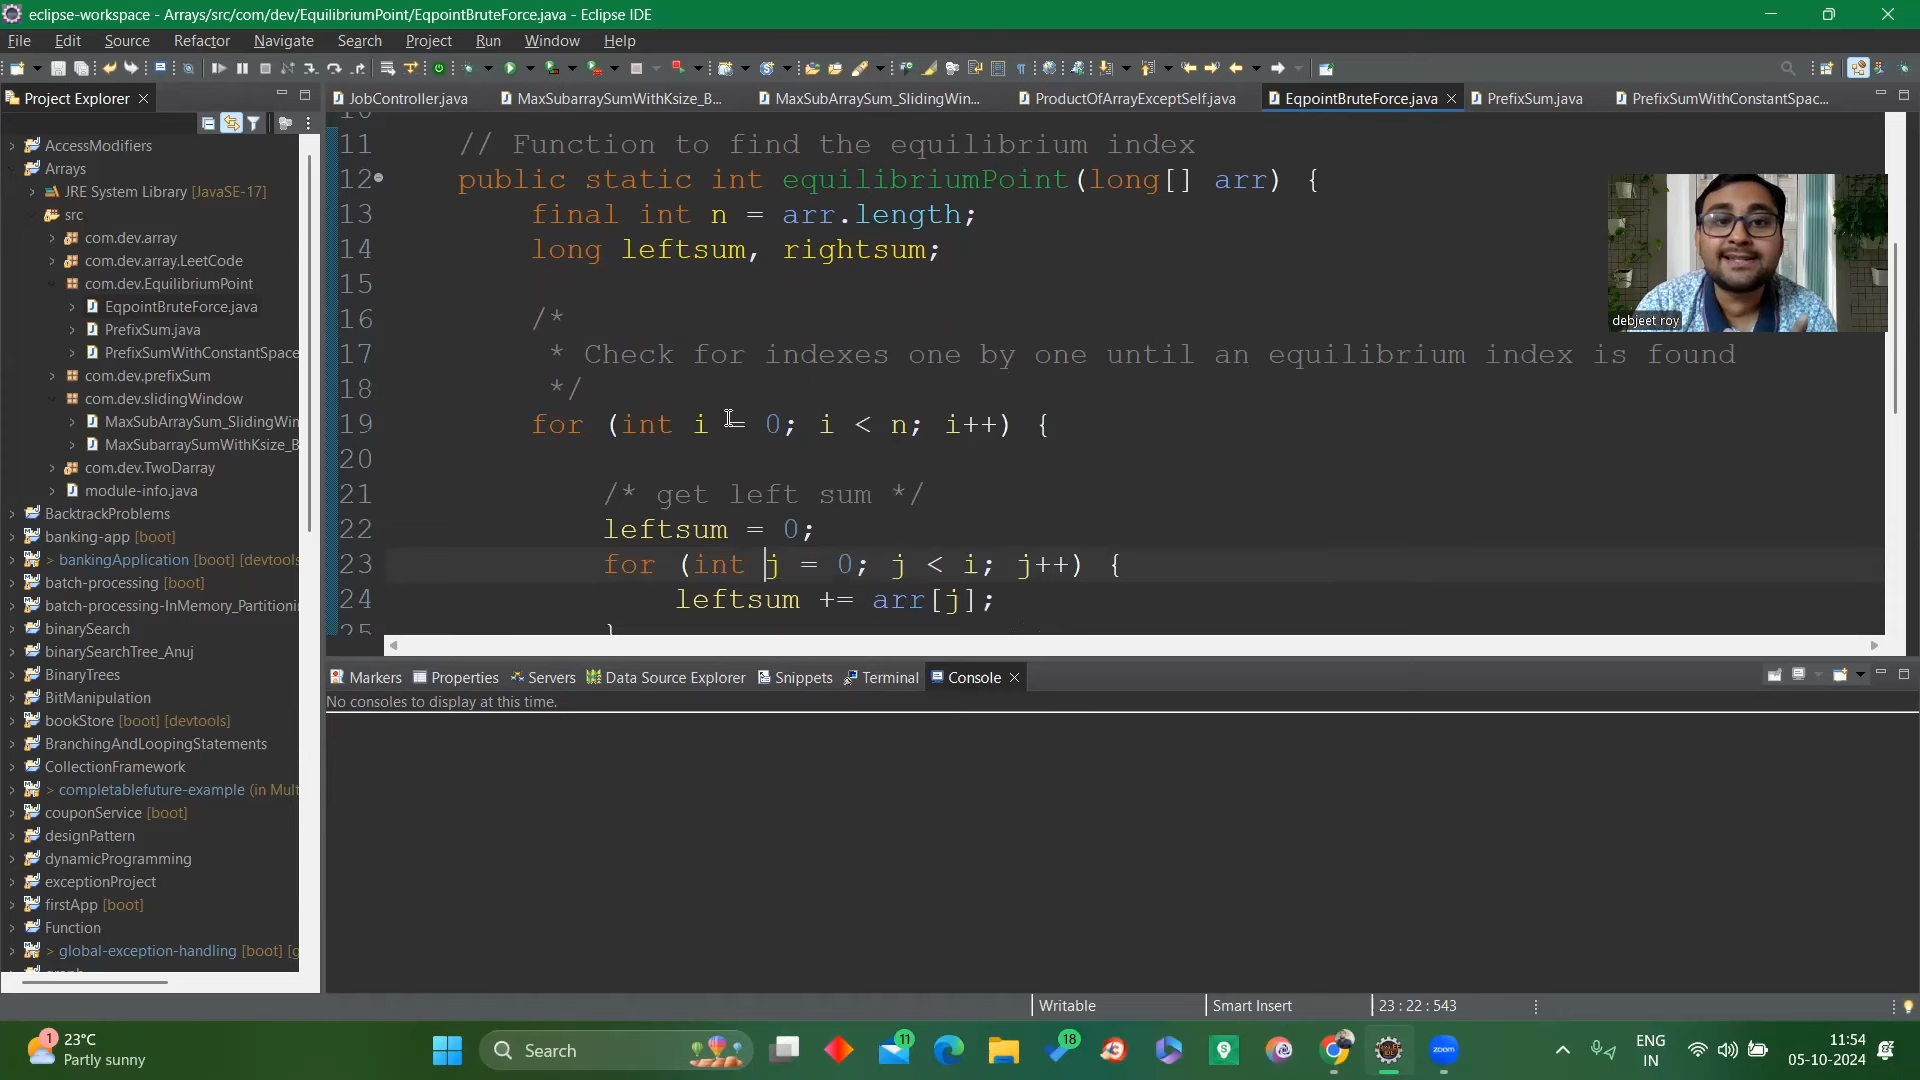 eclipse-workspace - Arrays/src/com/dev/EquilibriumPoint/EqpointBruteForce.java - Eclipse IDE
File Edit Source Refactor Navigate Search Project Run Window Help
Project Explorer
JobController.java
MaxSubarraySumWithKsize_B...
MaxSubArraySum_SlidingWin...
ProductOfArrayExceptSelf.java
EqpointBruteForce.java
PrefixSum.java
PrefixSumWithConstantSpac...
AccessModifiers
Arrays
JRE System Library [JavaSE-17]
src
com.dev.array
com.dev.array.LeetCode
com.dev.EquilibriumPoint
EqpointBruteForce.java
PrefixSum.java
PrefixSumWithConstantSpace
com.dev.prefixSum
com.dev.slidingWindow
MaxSubArraySum_SlidingWin
MaxSubarraySumWithKsize_B
com.dev.TwoDarray
module-info.java
BacktrackProblems
banking-app [boot]
> bankingApplication [boot] [devtools
batch-processing [boot]
batch-processing-InMemory_Partitioni
binarySearch
binarySearchTree_Anuj
BinaryTrees
BitManipulation
bookStore [boot] [devtools]
BranchingAndLoopingStatements
CollectionFramework
> completablefuture-example (in Mult
couponService [boot]
designPattern
dynamicProgramming
exceptionProject
firstApp [boot]
Function
> global-exception-handling [boot] [g
11 // Function to find the equilibrium index
12 public static int equilibriumPoint(long[] arr) {
13 final int n = arr.length;
14 long leftsum, rightsum;
15
16 /*
17 * Check for indexes one by one until an equilibrium index is found
18 */
19 for (int i = 0; i < n; i++) {
20
21 /* get left sum */
22 leftsum = 0;
23 for (int j = 0; j < i; j++) {
24 leftsum += arr[j];
25 }
debjeet roy
Markers Properties Servers Data Source Explorer Snippets Terminal Console
No consoles to display at this time.
Writable Smart Insert 23 : 22 : 543
1 23°C
Partly sunny
Search
11
18
zoom
ENG
IN
11:54
05-10-2024